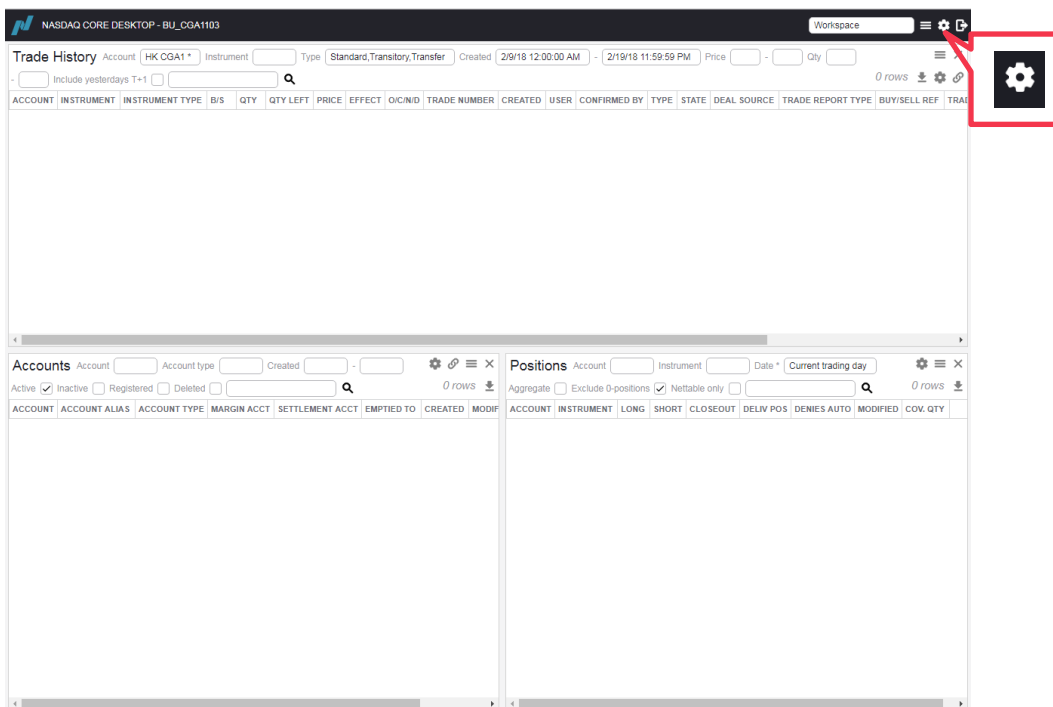 NASDAQ CORE DESKTOP - BU_CGA1103 Workspace
Trade History Account HK CGA1 * Instrument Type Standard,Transitory,Transfer Created 2/9/18 12:00:00 AM - 2/19/18 11:59:59 PM Price - Qty
- Include yesterdays T+1 0 rows
ACCOUNT INSTRUMENT INSTRUMENT TYPE B/S QTY QTY LEFT PRICE EFFECT O/C/N/D TRADE NUMBER CREATED USER CONFIRMED BY TYPE STATE DEAL SOURCE TRADE REPORT TYPE BUY/SELL REF TRAD
Accounts Account Account type Created -
Active Inactive Registered Deleted 0 rows
ACCOUNT ACCOUNT ALIAS ACCOUNT TYPE MARGIN ACCT SETTLEMENT ACCT EMPTIED TO CREATED MODIF
Positions Account Instrument Date * Current trading day
Aggregate Exclude 0-positions Nettable only 0 rows
ACCOUNT INSTRUMENT LONG SHORT CLOSEOUT DELIV POS DENIES AUTO MODIFIED COV. QTY